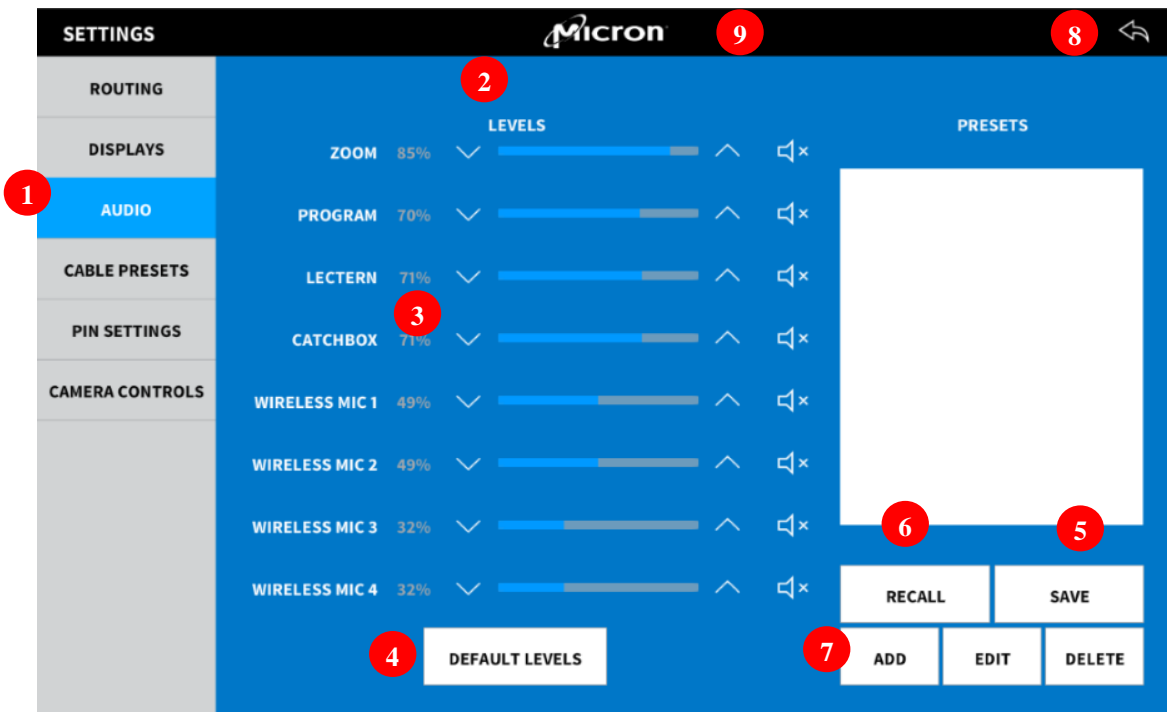 SETTINGS
Micron
9
8
ROUTING
DISPLAYS
1
AUDIO
CABLE PRESETS
PIN SETTINGS
CAMERA CONTROLS
2
LEVELS
ZOOM 85%
PROGRAM 70%
LECTERN 71%
3
CATCHBOX 71%
WIRELESS MIC 1 49%
WIRELESS MIC 2 49%
WIRELESS MIC 3 32%
WIRELESS MIC 4 32%
4
DEFAULT LEVELS
PRESETS
6
5
RECALL
SAVE
7
ADD
EDIT
DELETE